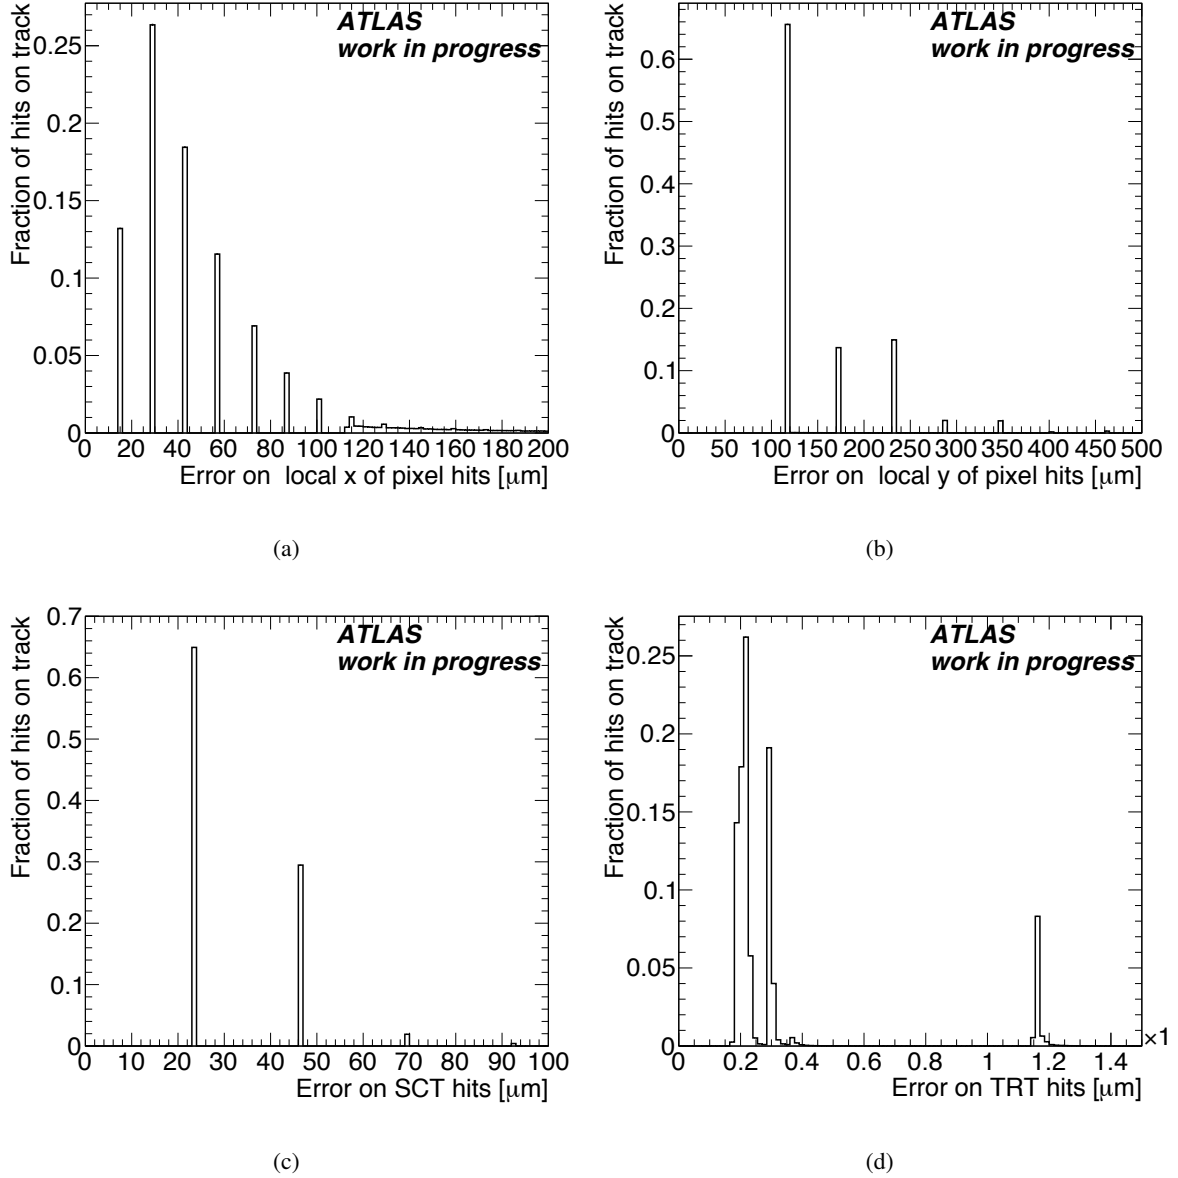 ATLAS
work in progress
Fraction of hits on track
0.25
0.2
0.15
0.1
0.05
0
0 20 40 60 80 100 120 140 160 180 200
Error on local x of pixel hits [μm]
(a)
ATLAS
work in progress
Fraction of hits on track
0.6
0.5
0.4
0.3
0.2
0.1
0
0 50 100 150 200 250 300 350 400 450 500
Error on local y of pixel hits [μm]
(b)
ATLAS
work in progress
Fraction of hits on track
0.7
0.6
0.5
0.4
0.3
0.2
0.1
0
0 10 20 30 40 50 60 70 80 90 100
Error on SCT hits [μm]
(c)
ATLAS
work in progress
Fraction of hits on track
0.25
0.2
0.15
0.1
0.05
0
0 0.2 0.4 0.6 0.8 1 1.2 1.4
×1
Error on TRT hits [μm]
(d)